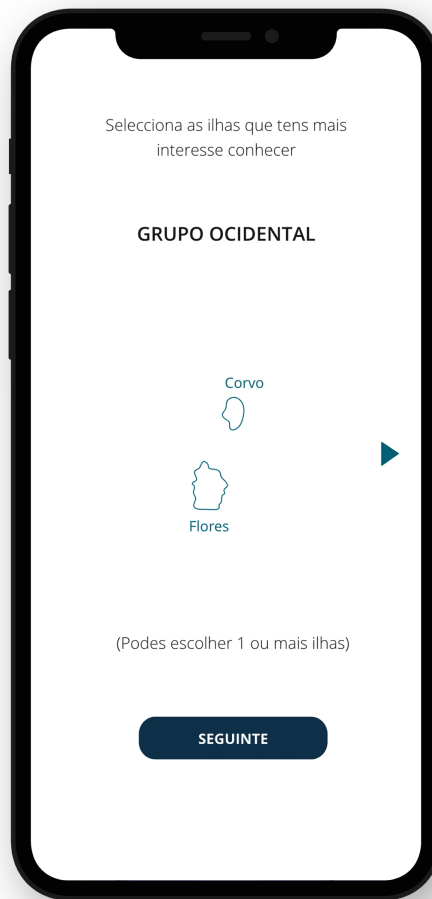 Selecciona as ilhas que tens mais
interesse conhecer
GRUPO OCIDENTAL
Corvo
Flores
(Podes escolher 1 ou mais ilhas)
SEGUINTE